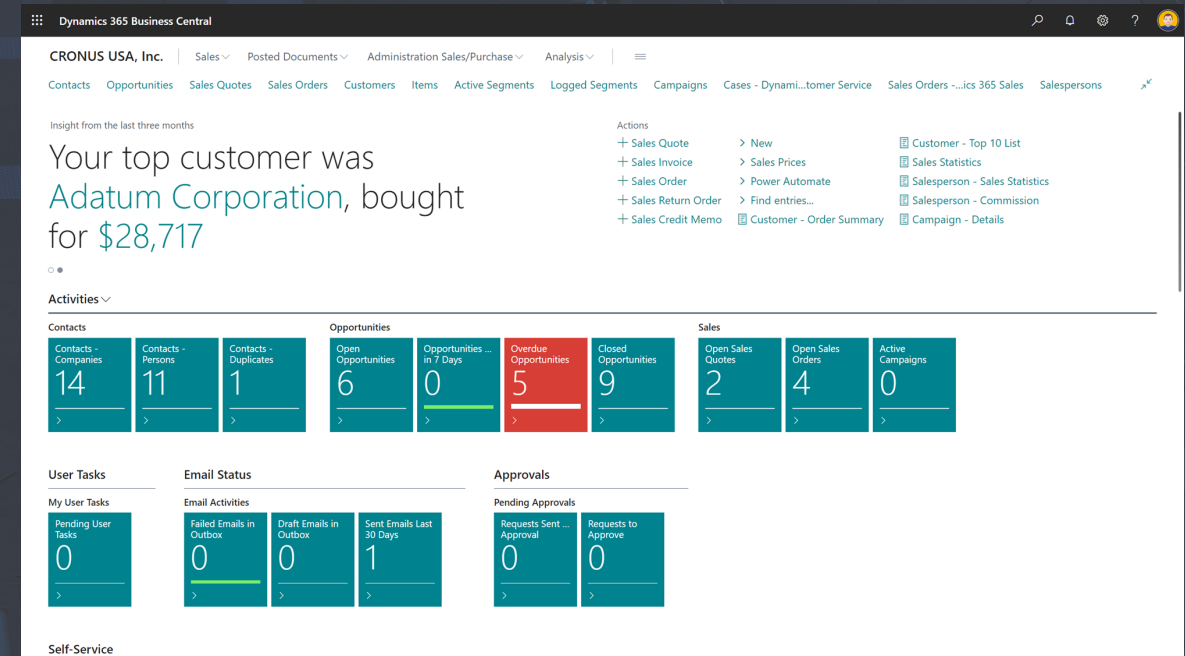 Dynamics 365 Business Central
?
CRONUS USA, Inc.
Sales
Posted Documents
Administration Sales/Purchase
Analysis
Contacts
Opportunities
Sales Quotes
Sales Orders
Customers
Items
Active Segments
Logged Segments
Campaigns
Cases - Dynami...tomer Service
Sales Orders -...ics 365 Sales
Salespersons
Insight from the last three months
Your top customer was
Adatum Corporation, bought
for $28,717
Actions
+ Sales Quote
+ Sales Invoice
+ Sales Order
+ Sales Return Order
+ Sales Credit Memo
> New
> Sales Prices
> Power Automate
> Find entries...
Customer - Order Summary
Customer - Top 10 List
Sales Statistics
Salesperson - Sales Statistics
Salesperson - Commission
Campaign - Details
Activities
Contacts
Contacts -
Companies
14
Contacts -
Persons
11
Contacts -
Duplicates
1
Opportunities
Open
Opportunities
6
Opportunities ...
in 7 Days
0
Overdue
Opportunities
5
Closed
Opportunities
9
Sales
Open Sales
Quotes
2
Open Sales
Orders
4
Active
Campaigns
0
User Tasks
My User Tasks
Pending User
Tasks
0
Email Status
Email Activities
Failed Emails in
Outbox
0
Draft Emails in
Outbox
0
Sent Emails Last
30 Days
1
Approvals
Pending Approvals
Requests Sent ...
Approval
0
Requests to
Approve
0
Self-Service